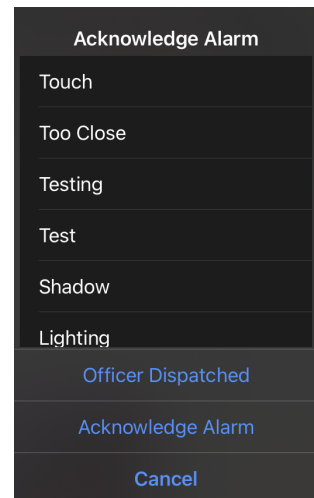 Acknowledge Alarm
Touch
Too Close
Testing
Test
Shadow
Lighting
Officer Dispatched
Acknowledge Alarm
Cancel